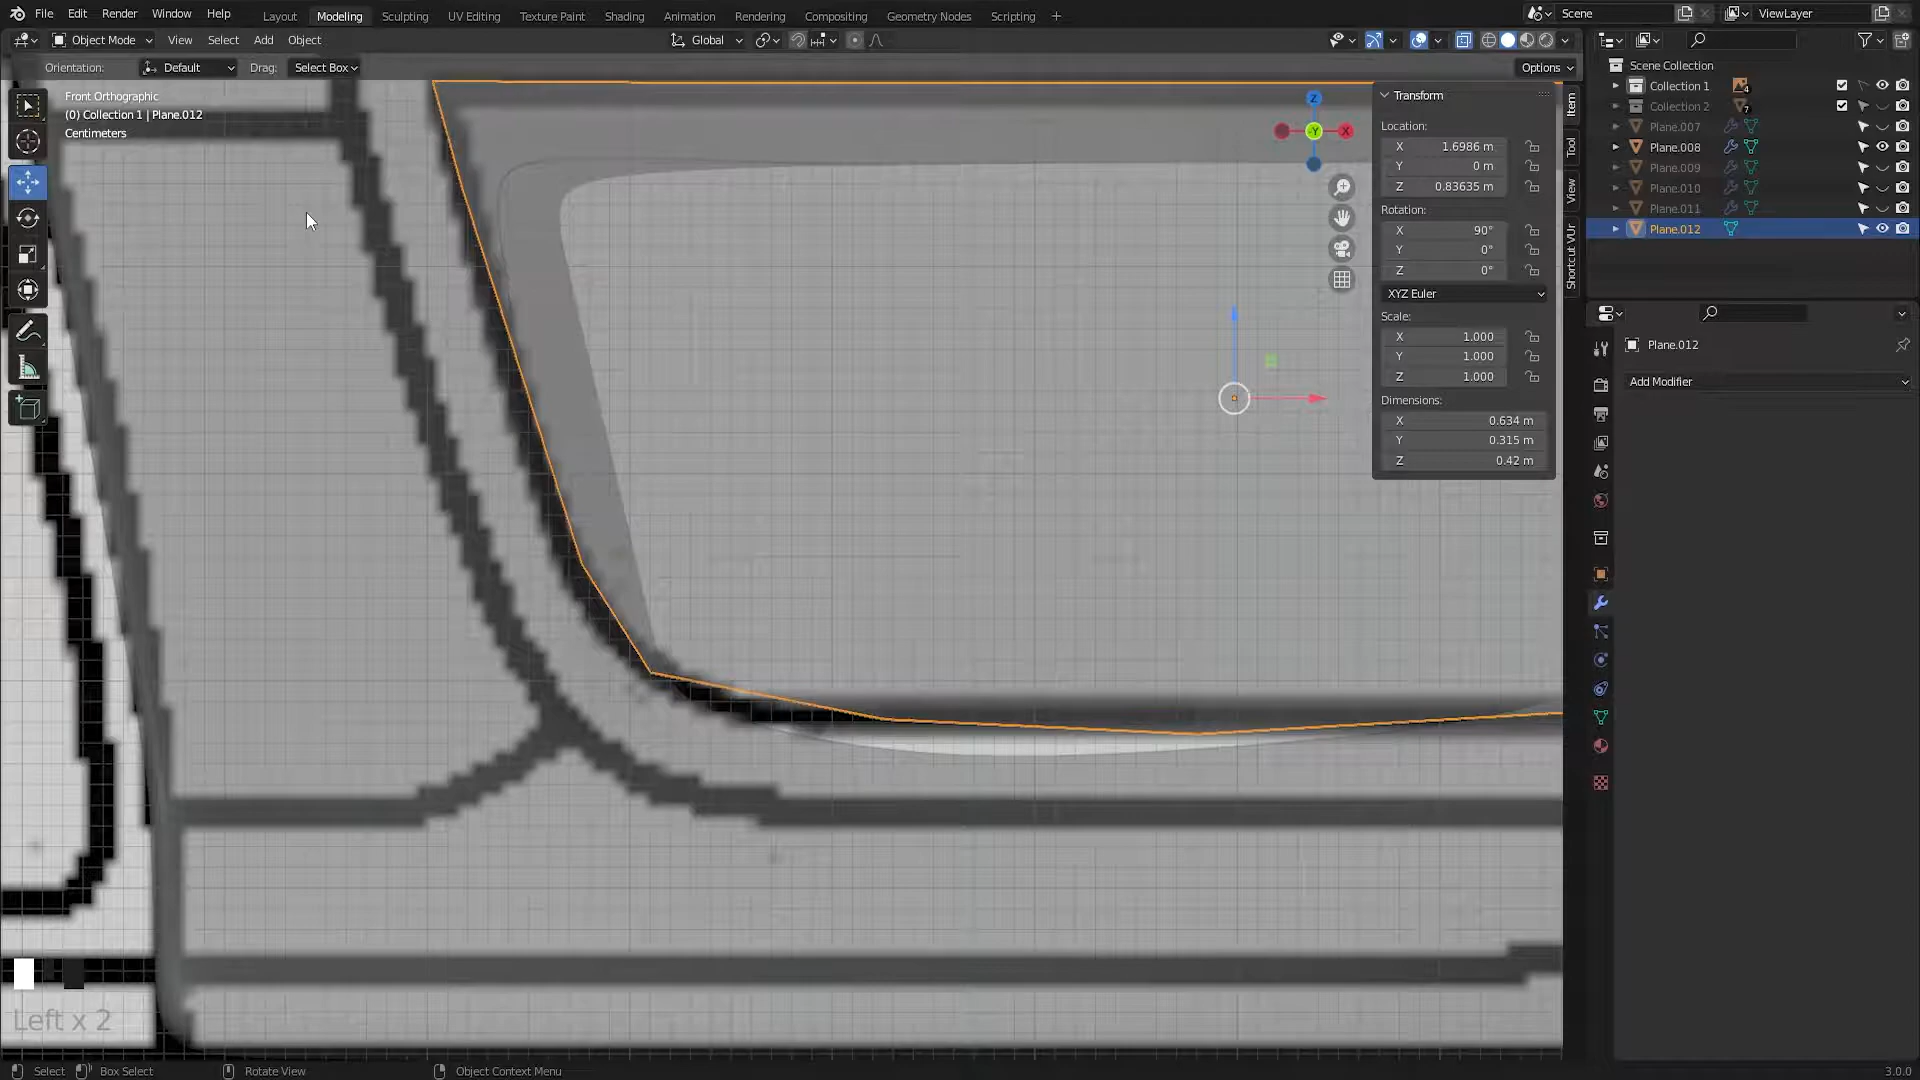 File Edit Render Window Help Layout Modeling Sculpting UV Editing Texture Paint Shading Animation Rendering Compositing Geometry Nodes Scripting + Scene ViewLayer
Object Mode View Select Add Object Global
Orientation: Default Drag: Select Box Options
Front Orthographic
(0) Collection 1 | Plane.012
Centimeters
Z
Y
X
Transform
Location:
X 1.6986 m
Y 0 m
Z 0.83635 m
Rotation:
X 90°
Y 0°
Z 0°
XYZ Euler
Scale:
X 1.000
Y 1.000
Z 1.000
Dimensions:
X 0.634 m
Y 0.315 m
Z 0.42 m
Item
Tool
View
Shortcut VUr
Scene Collection
Collection 1 4
Collection 2 7
Plane.007
Plane.008
Plane.009
Plane.010
Plane.011
Plane.012
Plane.012
Add Modifier
Left x 2
Select Box Select Rotate View Object Context Menu 3.0.0